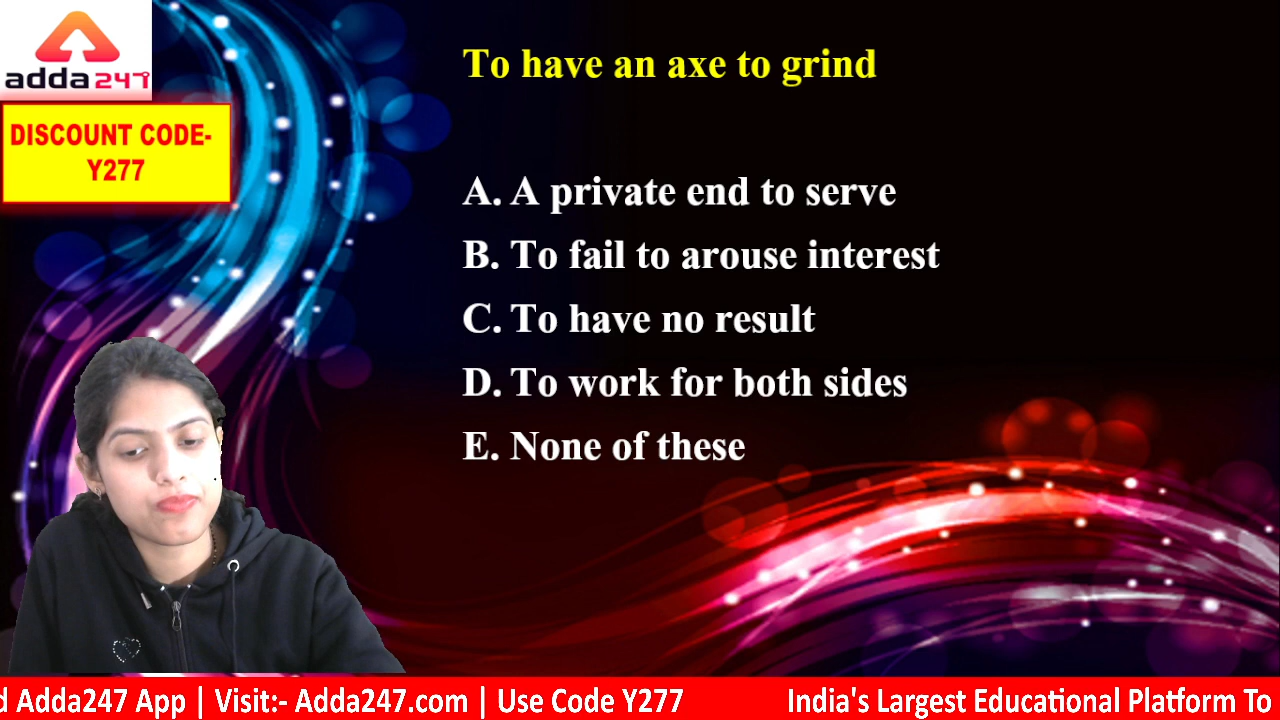 adda247
DISCOUNT CODE-
Y277
To have an axe to grind
A. A private end to serve
B. To fail to arouse interest
C. To have no result
D. To work for both sides
E. None of these
d Adda247 App | Visit:- Adda247.com | Use Code Y277 India's Largest Educational Platform To